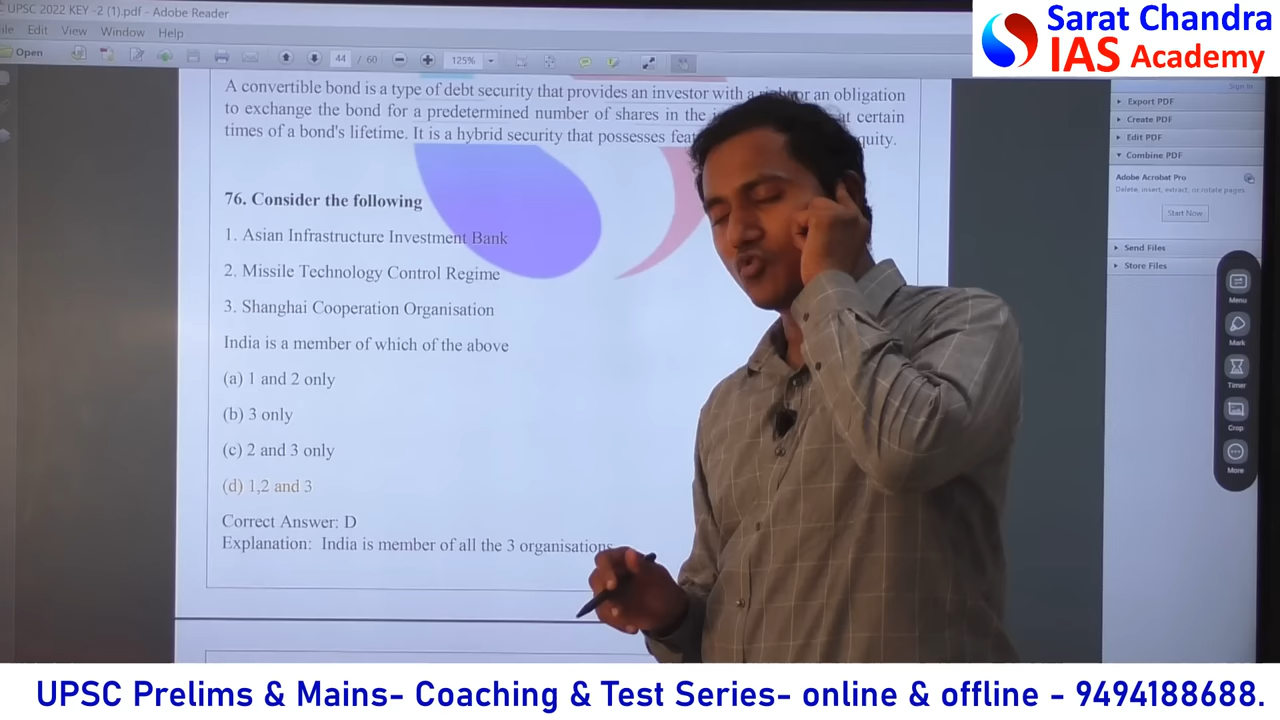 UPSC 2022 KEY -2 (1).pdf - Adobe Reader
Edit View Window Help
Open 44 / 60 125%
Sarat Chandra
IAS Academy
Sign In
Export PDF
Create PDF
Edit PDF
Combine PDF
Adobe Acrobat Pro
Delete, insert, extract, or rotate pages
Start Now
Send Files
Store Files
A convertible bond is a type of debt security that provides an investor with a or an obligation
to exchange the bond for a predetermined number of shares in the at certain
times of a bond's lifetime. It is a hybrid security that possesses
76. Consider the following
1. Asian Infrastructure Investment Bank
2. Missile Technology Control Regime
3. Shanghai Cooperation Organisation
India is a member of which of the above
(a) 1 and 2 only
(b) 3 only
(c) 2 and 3 only
(d) 1,2 and 3
Correct Answer: D
Explanation: India is member of all the 3 organisations
Menu
Mark
Timer
Crop
More
UPSC Prelims & Mains- Coaching & Test Series- online & offline - 9494188688.